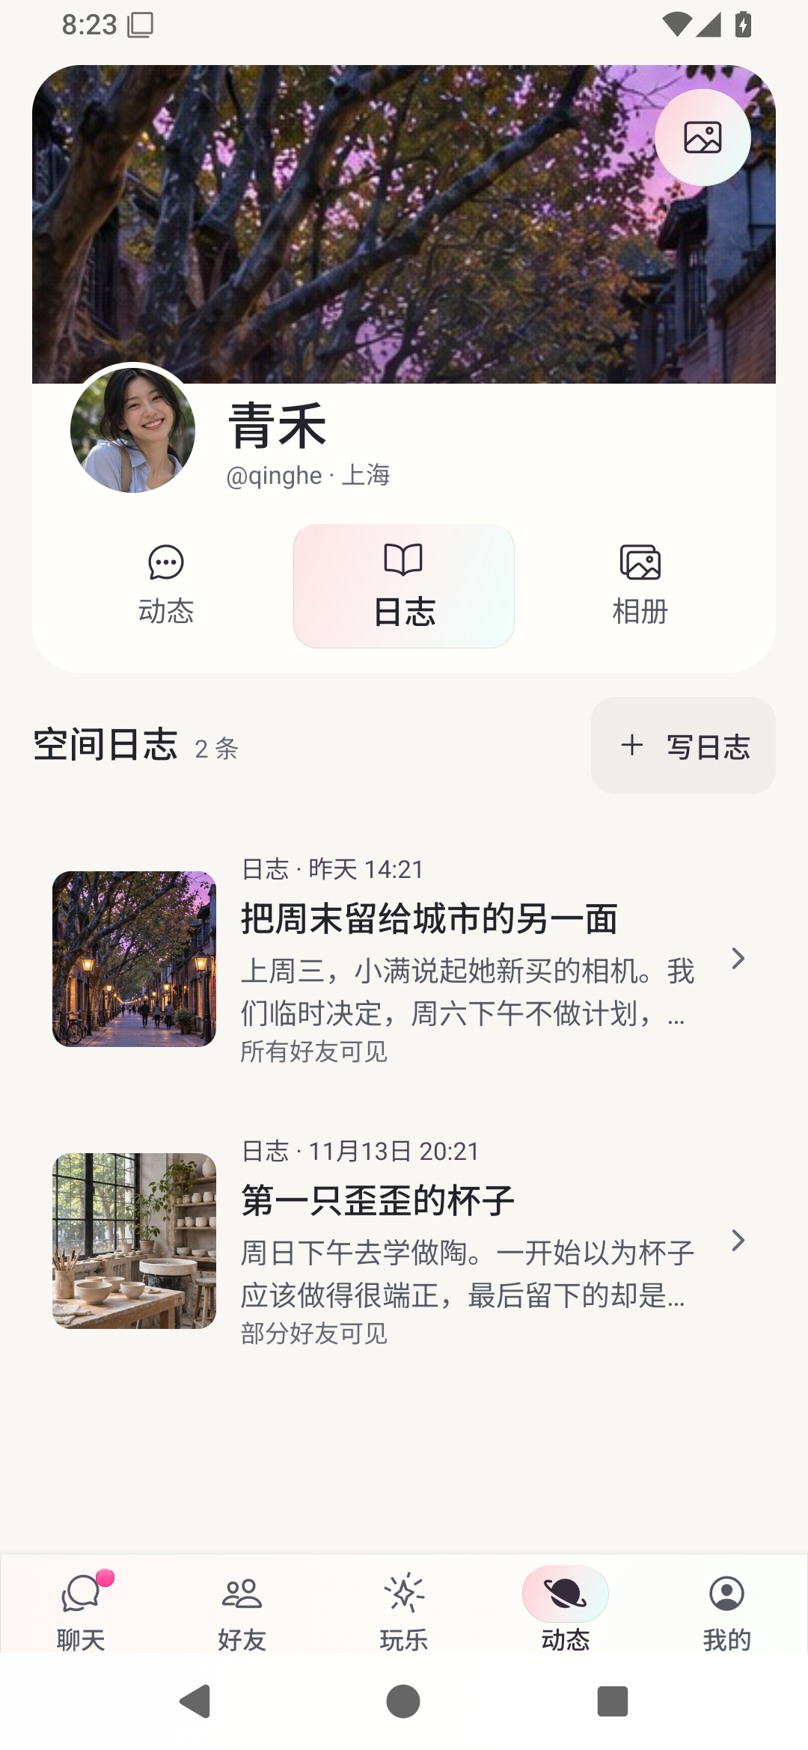 8:23
青禾
@qinghe · 上海
动态
日志
相册
空间日志 2 条
写日志
日志 · 昨天 14:21
把周末留给城市的另一面
上周三，小满说起她新买的相机。我
们临时决定，周六下午不做计划，...
所有好友可见
日志 · 11月13日 20:21
第一只歪歪的杯子
周日下午去学做陶。一开始以为杯子
应该做得很端正，最后留下的却是...
部分好友可见
聊天
好友
玩乐
动态
我的